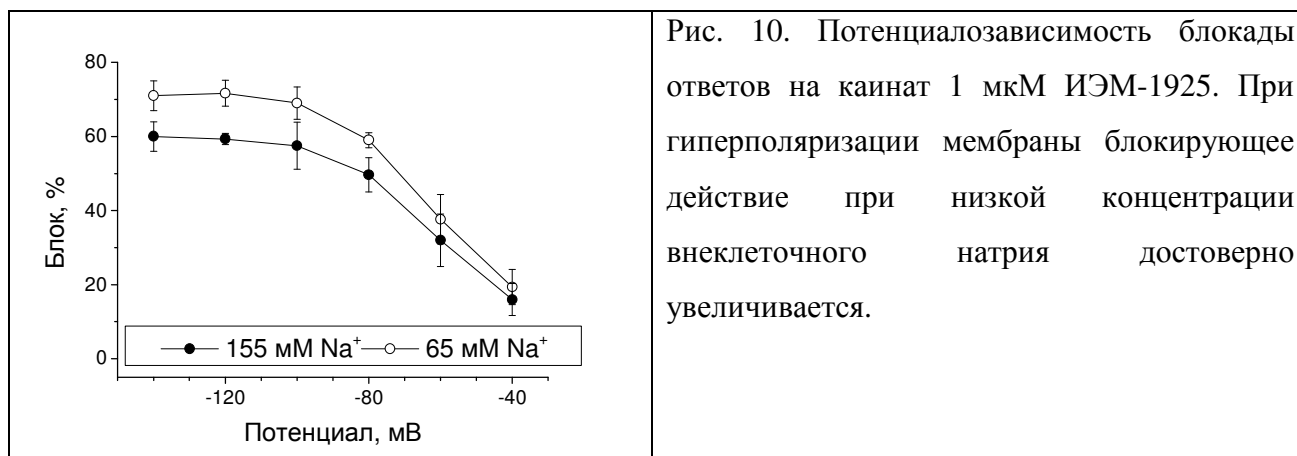 80
60
40
20
0
Блок, %
155 мМ Na⁺ 65 мМ Na⁺
-120 -80 -40
Потенциал, мВ
Рис. 10. Потенциалозависимость блокады
ответов на каинат 1 мкМ ИЭМ-1925. При
гиперполяризации мембраны блокирующее
действие при низкой концентрации
внеклеточного натрия достоверно
увеличивается.